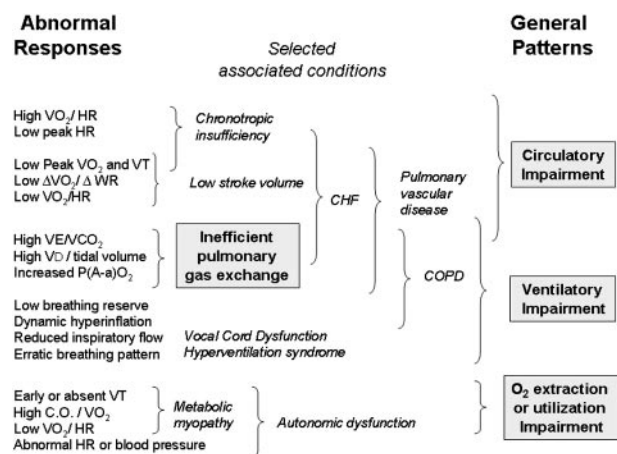 Abnormal
Responses
Selected
associated conditions
General
Patterns
High VO₂/ HR
Low peak HR
Chronotropic
insufficiency
Low Peak VO₂ and VT
Low ΔVO₂/ Δ WR
Low VO₂/HR
Low stroke volume
CHF
Pulmonary
vascular
disease
Circulatory
Impairment
High VE/VCO₂
High VD / tidal volume
Increased P(A-a)O₂
Inefficient
pulmonary
gas exchange
COPD
Ventilatory
Impairment
Low breathing reserve
Dynamic hyperinflation
Reduced inspiratory flow
Erratic breathing pattern
Vocal Cord Dysfunction
Hyperventilation syndrome
Early or absent VT
High C.O. / VO₂
Low VO₂/ HR
Abnormal HR or blood pressure
Metabolic
myopathy
Autonomic dysfunction
O₂ extraction
or utilization
Impairment